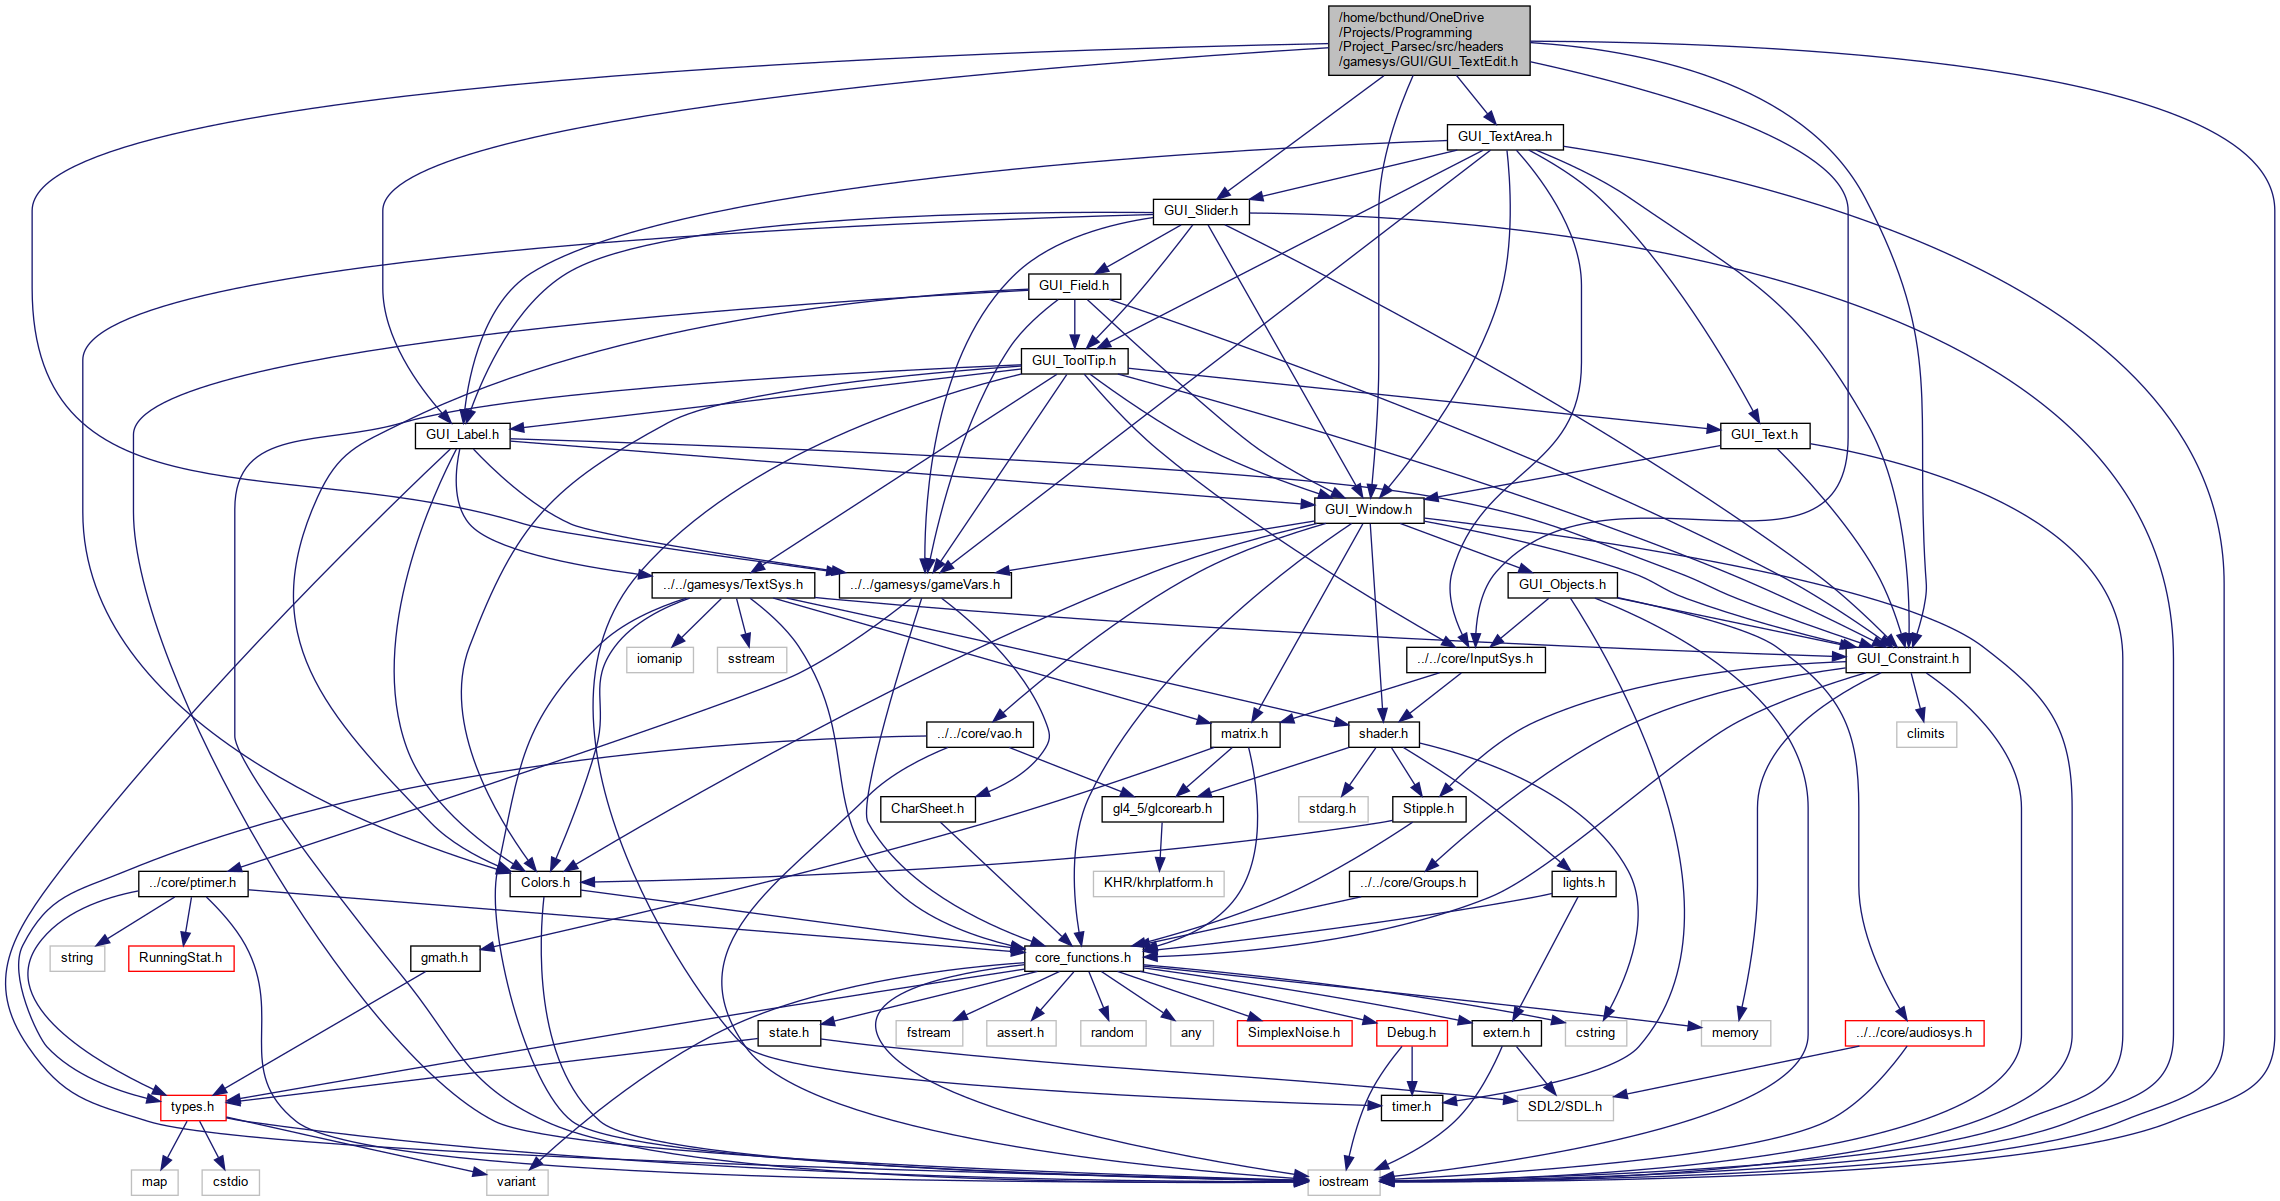 /home/bcthund/OneDrive
/Projects/Programming
/Project_Parsec/src/headers
/gamesys/GUI/GUI_TextEdit.h
GUI_TextArea.h
GUI_Slider.h
GUI_Field.h
GUI_ToolTip.h
GUI_Label.h
GUI_Text.h
GUI_Window.h
../../gamesys/TextSys.h
../../gamesys/gameVars.h
GUI_Objects.h
iomanip
sstream
../../core/InputSys.h
GUI_Constraint.h
../../core/vao.h
matrix.h
shader.h
climits
CharSheet.h
gl4_5/glcorearb.h
stdarg.h
Stipple.h
../core/ptimer.h
Colors.h
KHR/khrplatform.h
../../core/Groups.h
lights.h
string
RunningStat.h
gmath.h
core_functions.h
state.h
fstream
assert.h
random
any
SimplexNoise.h
Debug.h
extern.h
cstring
memory
../../core/audiosys.h
types.h
timer.h
SDL2/SDL.h
map
cstdio
variant
iostream